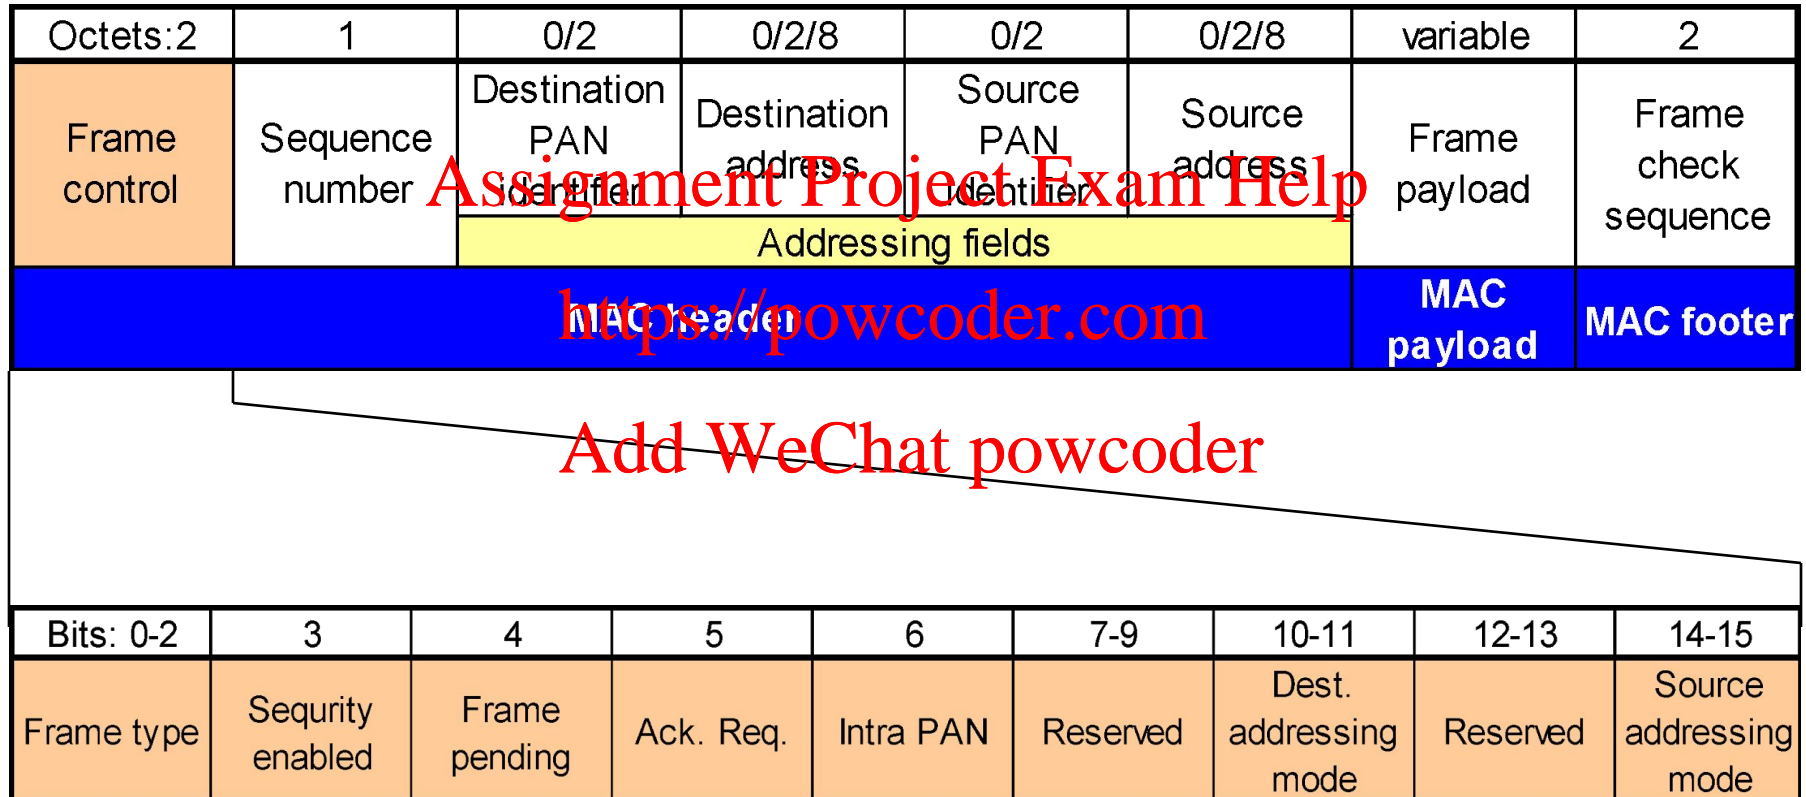 Octets:2 1 0/2 0/2/8 0/2 0/2/8 variable 2
Frame control
Sequence number
Destination PAN identifier
Destination address
Source PAN identifier
Source address
Frame payload
Frame check sequence
Assignment Project Exam Help
Addressing fields
MAC header
MAC payload
MAC footer
https://powcoder.com
Add WeChat powcoder
Bits: 0-2 3 4 5 6 7-9 10-11 12-13 14-15
Frame type
Sequrity enabled
Frame pending
Ack. Req.
Intra PAN
Reserved
Dest. addressing mode
Reserved
Source addressing mode